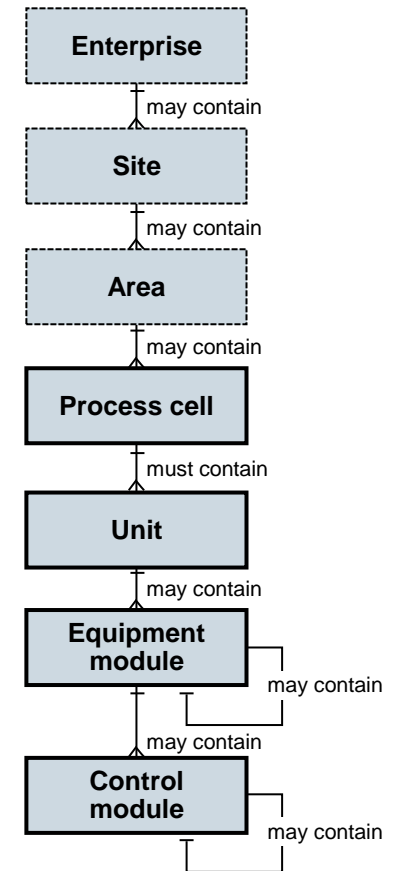 Enterprise
may contain
Site
may contain
Area
may contain
Process cell
must contain
Unit
may contain
Equipment
module
may contain
may contain
Control
module
may contain